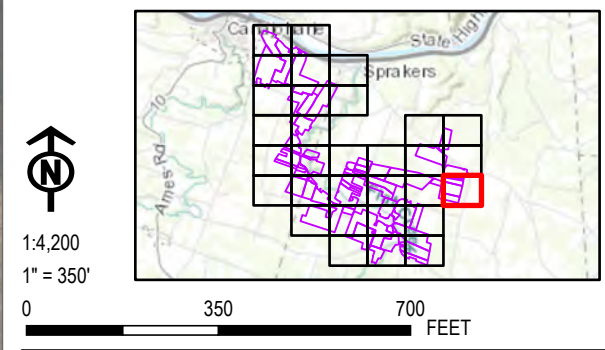 State High
Sprakers
10
Ames Rd
N
1:4,200
1" = 350'
0 350 700
FEET